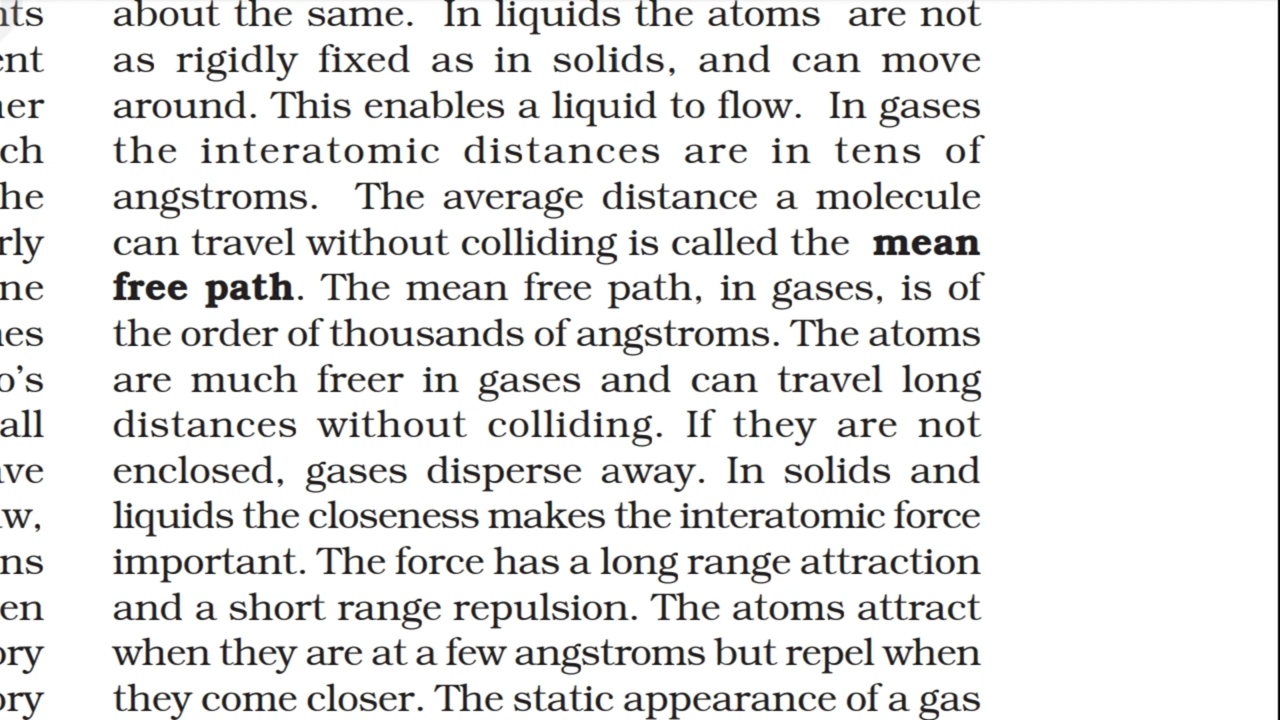 about the same. In liquids the atoms are not
as rigidly fixed as in solids, and can move
around. This enables a liquid to flow. In gases
the interatomic distances are in tens of
angstroms. The average distance a molecule
can travel without colliding is called the mean
free path. The mean free path, in gases, is of
the order of thousands of angstroms. The atoms
are much freer in gases and can travel long
distances without colliding. If they are not
enclosed, gases disperse away. In solids and
liquids the closeness makes the interatomic force
important. The force has a long range attraction
and a short range repulsion. The atoms attract
when they are at a few angstroms but repel when
they come closer. The static appearance of a gas